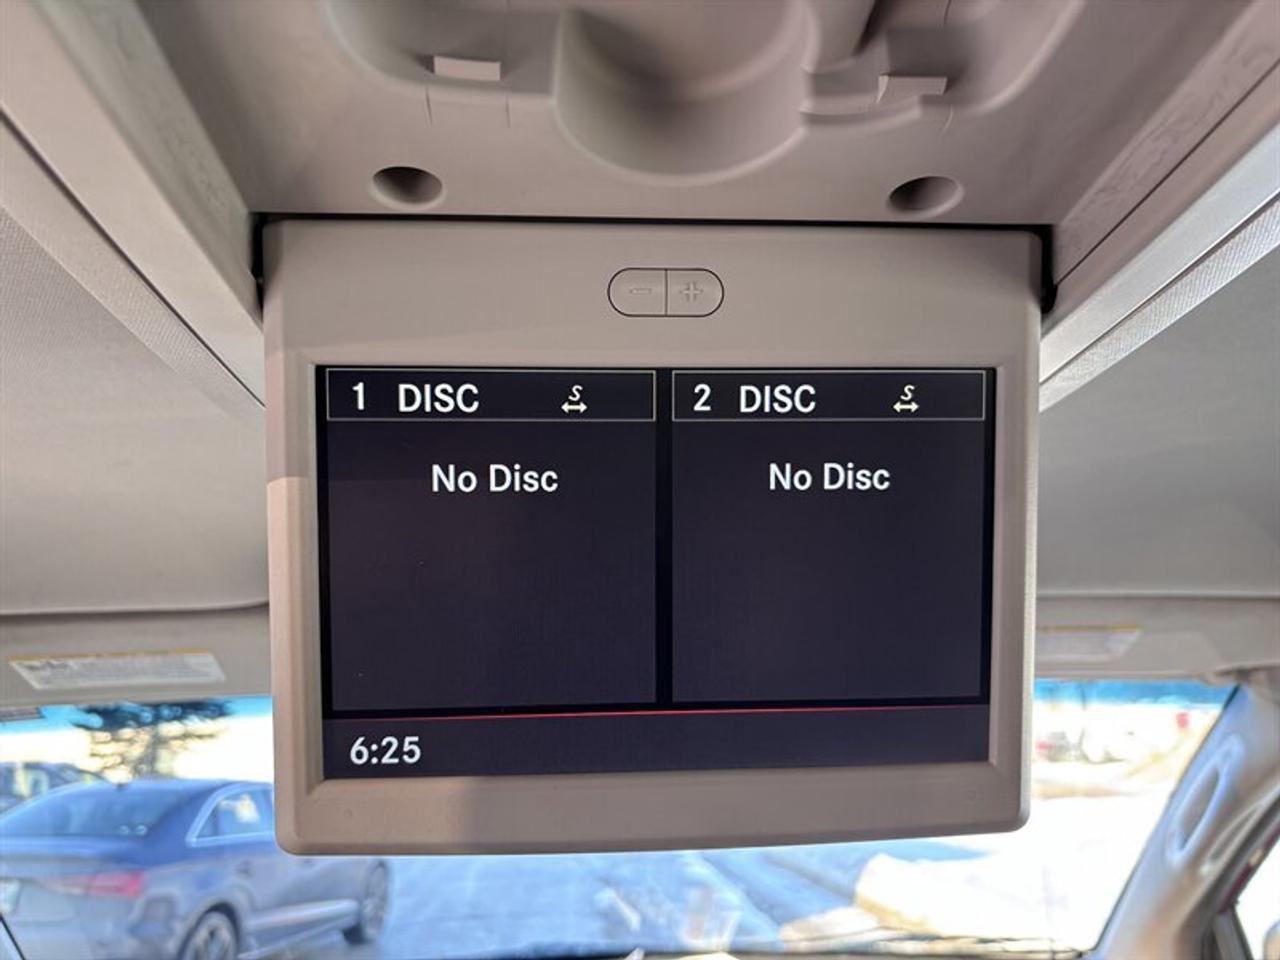 - +
1 DISC S
2 DISC S
No Disc
No Disc
6:25